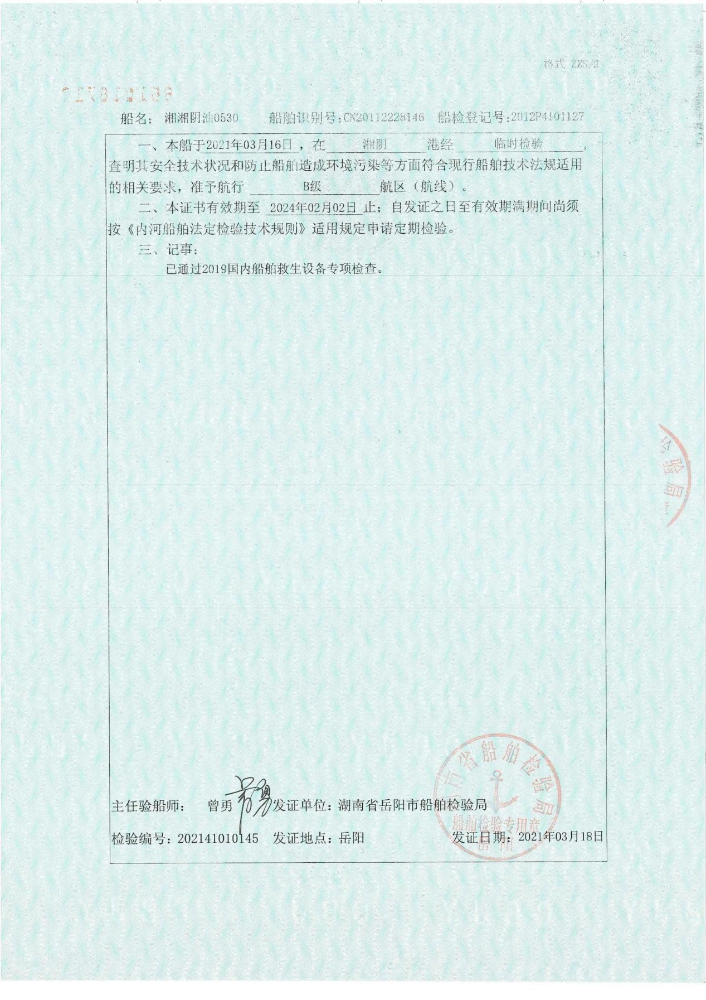 格式 ZZS/2
船名： 湘湘阴油0530 船舶识别号:CN20112228146 船检登记号:2012P4101127
一、本船于2021年03月16日，在 湘阴 港经 临时检验，
查明其安全技术状况和防止船舶造成环境污染等方面符合现行船舶技术法规适用
的相关要求，准予航行 B级 航区（航线）。
二、本证书有效期至 2024年02月02日 止；自发证之日至有效期满期间尚须
按《内河船舶法定检验技术规则》适用规定申请定期检验。
三、记事：
已通过2019国内船舶救生设备专项检查。
检验局
省船舶检验局
主任验船师： 曾勇 曾勇 发证单位：湖南省岳阳市船舶检验局
船舶检验专用章
检验编号：202141010145 发证地点：岳阳 发证日期：2021年03月18日
岳阳